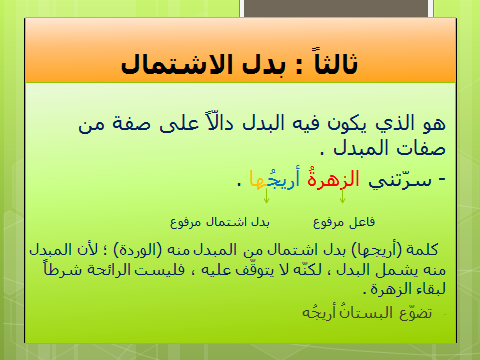 ثالثاً : بدل الاشتمال
هو الذي يكون فيه البدل دالّاً على صفة من
صفات المبدل .
- سرّتني الزهرةُ أريجُها .
فاعل مرفوع بدل اشتمال مرفوع
كلمة (أريجها) بدل اشتمال من المبدل منه (الوردة) ؛ لأن المبدل
منه يشمل البدل ، لكنّه لا يتوقّف عليه ، فليست الرائحة شرطاً
لبقاء الزهرة .
- تضوّع البستانُ أريجُه